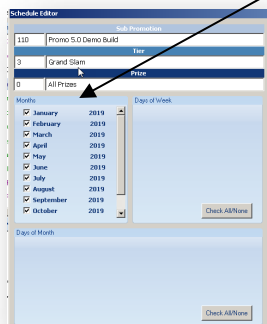 Schedule Editor
Sub Promotion
110 Promo 5.0 Demo Build
Tier
3 Grand Slam
Prize
0 All Prizes
Months Days of Week
January 2019
February 2019
March 2019
April 2019
May 2019
June 2019
July 2019
August 2019
September 2019
October 2019
Check All/None
Days of Month
Check All/None